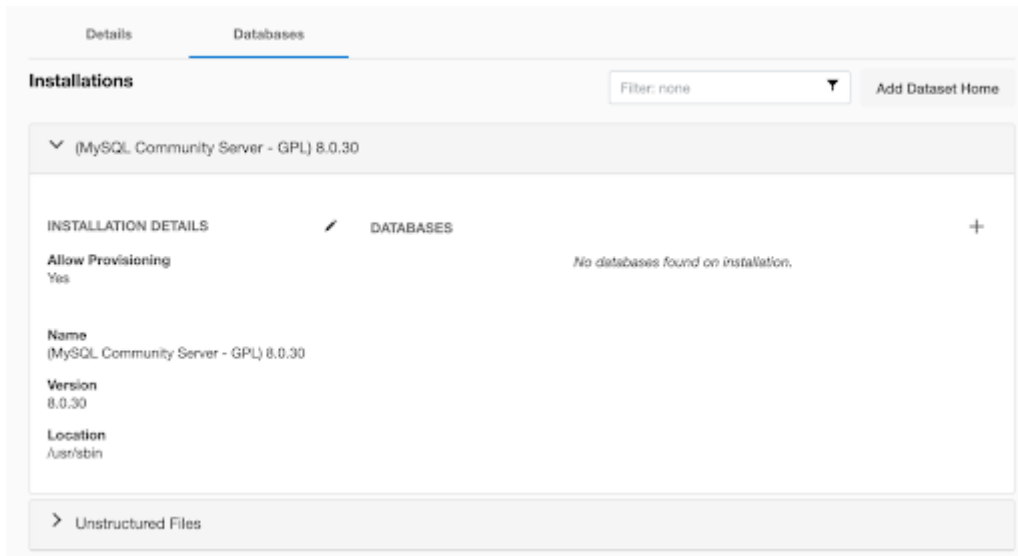 Details Databases
Installations
Filter: none
Add Dataset Home
(MySQL Community Server - GPL) 8.0.30
INSTALLATION DETAILS
DATABASES
Allow Provisioning
Yes
No databases found on installation.
Name
(MySQL Community Server - GPL) 8.0.30
Version
8.0.30
Location
/usr/sbin
Unstructured Files